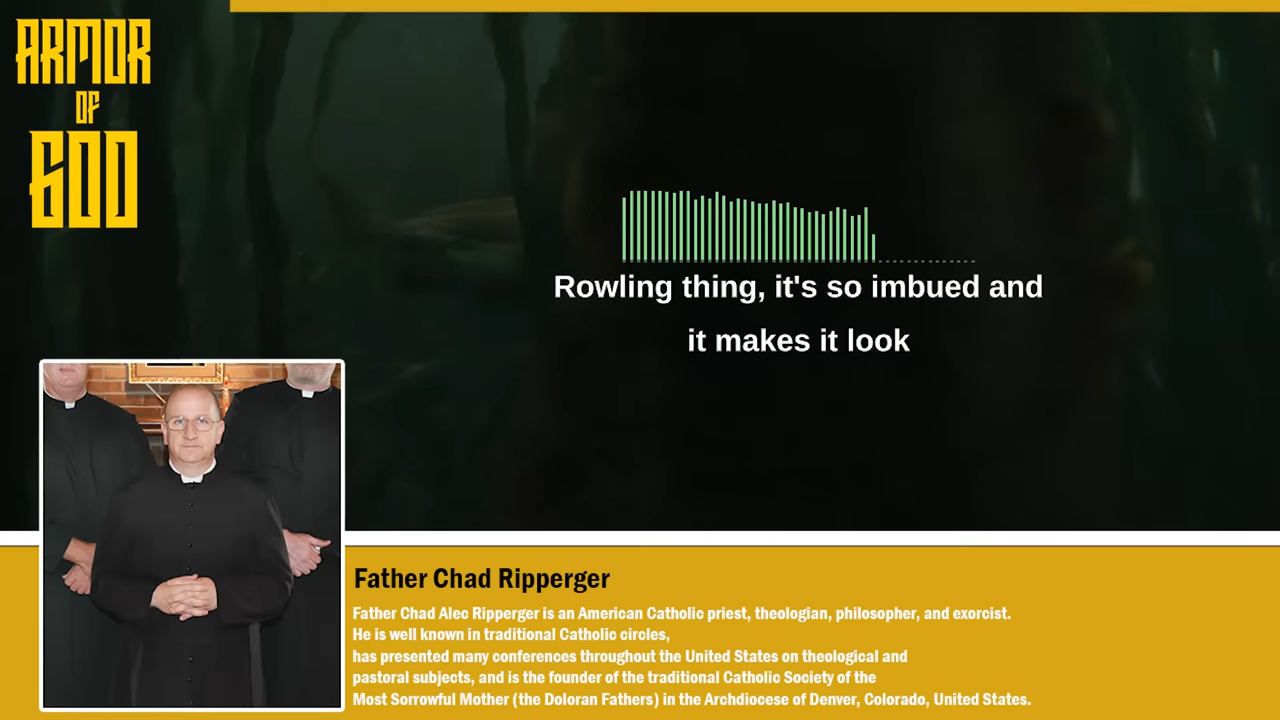 ARMOR
OF
GOD
Rowling thing, it's so imbued and
it makes it look
Father Chad Ripperger
Father Chad Alec Ripperger is an American Catholic priest, theologian, philosopher, and exorcist.
He is well known in traditional Catholic circles,
has presented many conferences throughout the United States on theological and
pastoral subjects, and is the founder of the traditional Catholic Society of the
Most Sorrowful Mother (the Doloran Fathers) in the Archdiocese of Denver, Colorado, United States.